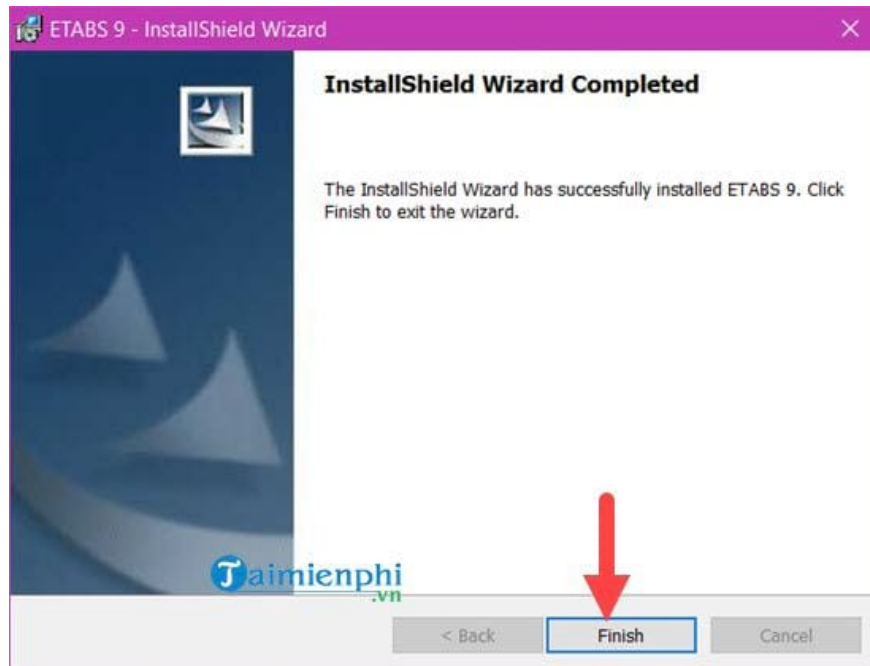 ETABS 9 - InstallShield Wizard
InstallShield Wizard Completed
The InstallShield Wizard has successfully installed ETABS 9. Click
Finish to exit the wizard.
Taimienphi
.vn
< Back
Finish
Cancel